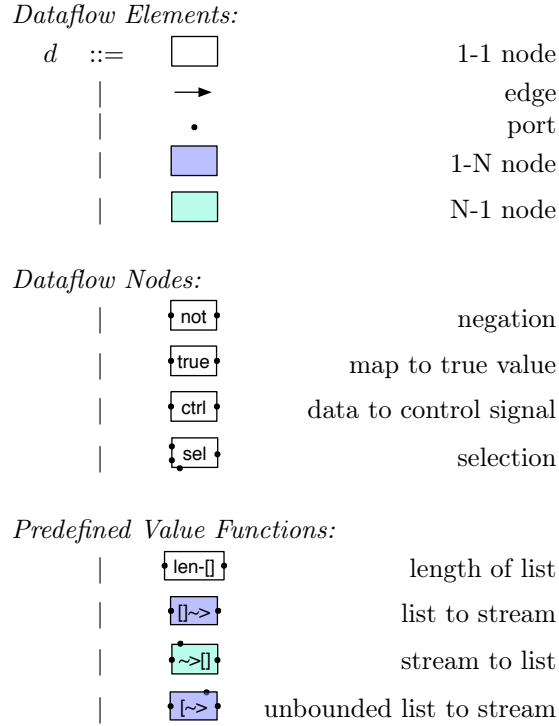 Dataflow Elements:
d ::= 1-1 node
| edge
| port
| 1-N node
| N-1 node
Dataflow Nodes:
| not negation
| true map to true value
| ctrl data to control signal
| sel selection
Predefined Value Functions:
| len-[] length of list
| []~> list to stream
| ~>[] stream to list
| [~> unbounded list to stream